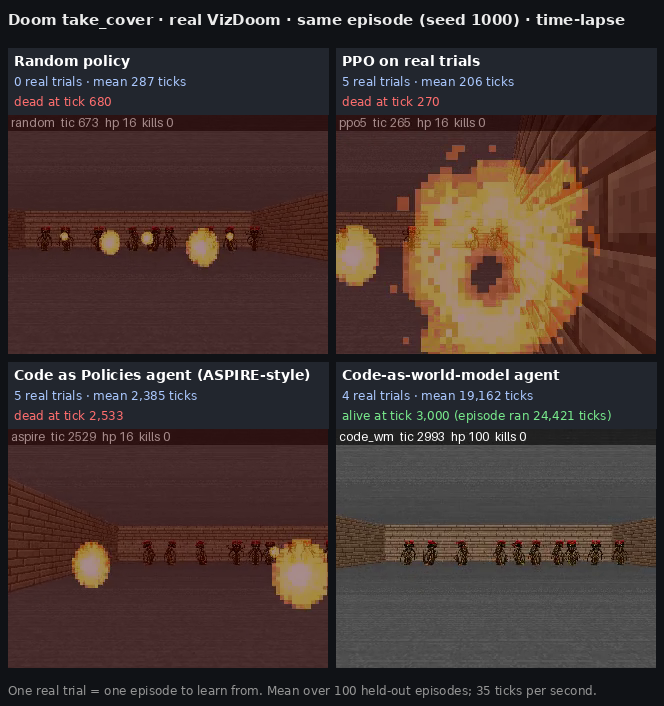 Doom take_cover · real VizDoom · same episode (seed 1000) · time-lapse
Random policy
0 real trials · mean 287 ticks
dead at tick 680
random tic 673 hp 16 kills 0
PPO on real trials
5 real trials · mean 206 ticks
dead at tick 270
ppo5 tic 265 hp 16 kills 0
Code as Policies agent (ASPIRE-style)
5 real trials · mean 2,385 ticks
dead at tick 2,533
aspire tic 2529 hp 16 kills 0
Code-as-world-model agent
4 real trials · mean 19,162 ticks
alive at tick 3,000 (episode ran 24,421 ticks)
code_wm tic 2993 hp 100 kills 0
One real trial = one episode to learn from. Mean over 100 held-out episodes; 35 ticks per second.